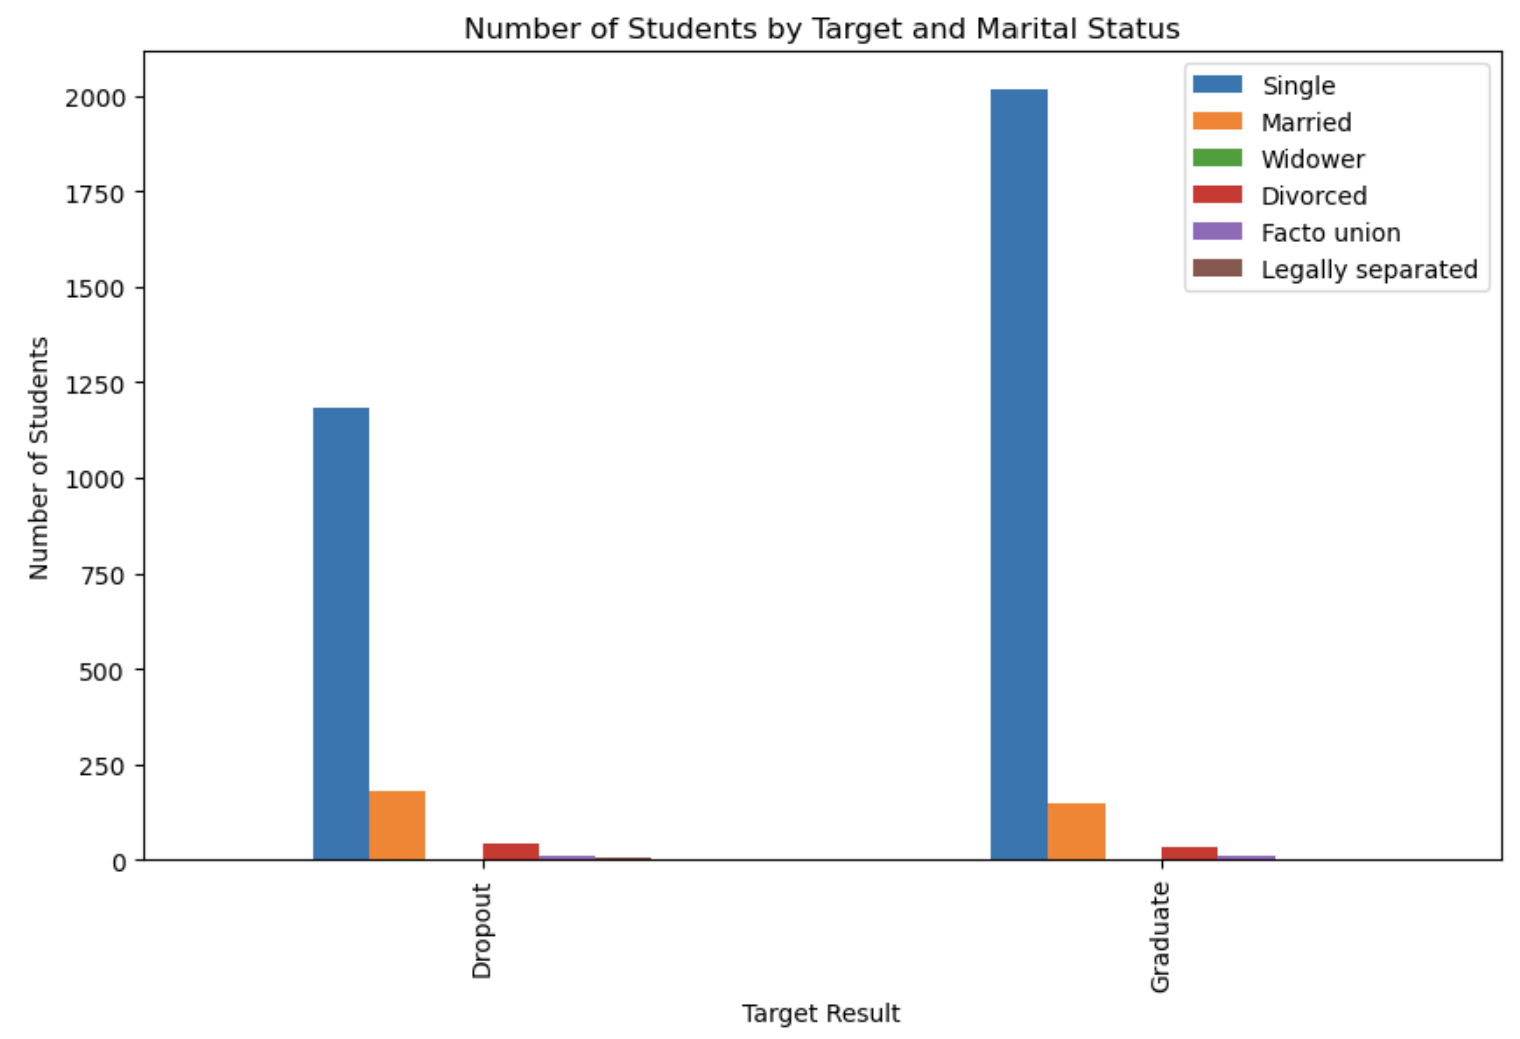 Number of Students by Target and Marital Status
Single
Married
Widower
Divorced
Facto union
Legally separated
Number of Students
2000
1750
1500
1250
1000
750
500
250
0
Dropout
Graduate
Target Result